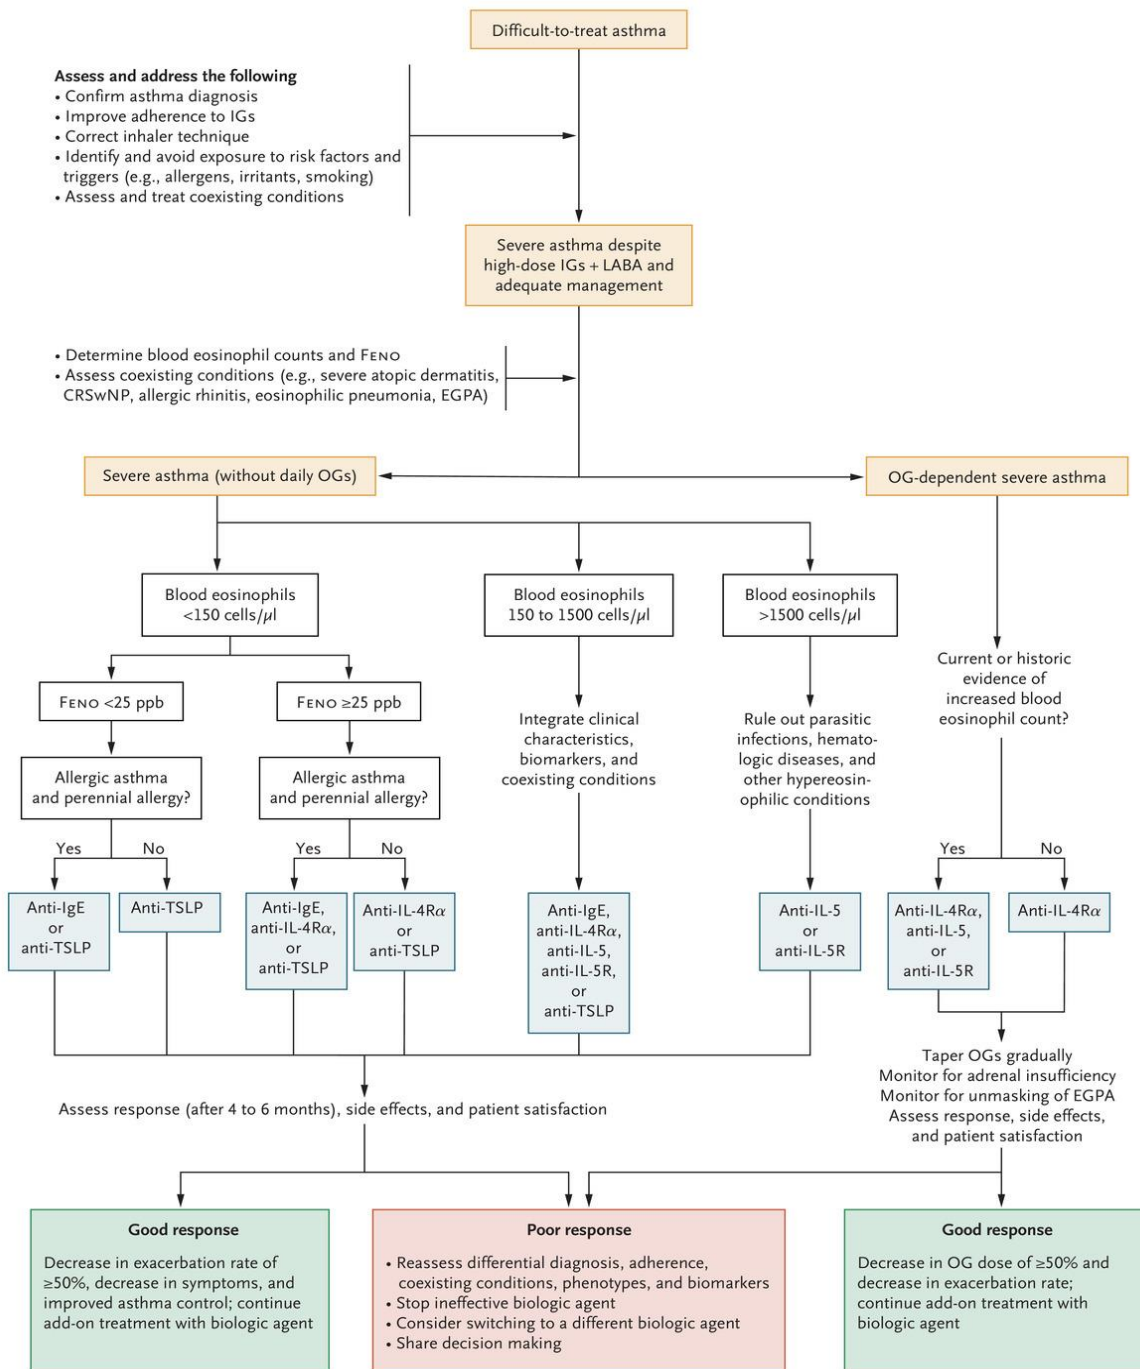 Difficult-to-treat asthma
Assess and address the following
• Confirm asthma diagnosis
• Improve adherence to IGs
• Correct inhaler technique
• Identify and avoid exposure to risk factors and
triggers (e.g., allergens, irritants, smoking)
• Assess and treat coexisting conditions
Severe asthma despite
high-dose IGs + LABA and
adequate management
• Determine blood eosinophil counts and FENO
• Assess coexisting conditions (e.g., severe atopic dermatitis,
CRSwNP, allergic rhinitis, eosinophilic pneumonia, EGPA)
Severe asthma (without daily OGs)
OG-dependent severe asthma
Blood eosinophils
<150 cells/µl
Blood eosinophils
150 to 1500 cells/µl
Blood eosinophils
>1500 cells/µl
FENO <25 ppb
FENO ≥25 ppb
Allergic asthma
and perennial allergy?
Allergic asthma
and perennial allergy?
Integrate clinical
characteristics,
biomarkers, and
coexisting conditions
Rule out parasitic
infections, hemato-
logic diseases, and
other hypereosin-
ophilic conditions
Current or historic
evidence of
increased blood
eosinophil count?
Yes
No
Yes
No
Yes
No
Anti-IgE
or
anti-TSLP
Anti-TSLP
Anti-IgE,
anti-IL-4Rα,
or
anti-TSLP
Anti-IL-4Rα
or
anti-TSLP
Anti-IgE,
anti-IL-4Rα,
anti-IL-5,
anti-IL-5R,
or
anti-TSLP
Anti-IL-5
or
anti-IL-5R
Anti-IL-4Rα,
anti-IL-5,
or
anti-IL-5R
Anti-IL-4Rα
Assess response (after 4 to 6 months), side effects, and patient satisfaction
Taper OGs gradually
Monitor for adrenal insufficiency
Monitor for unmasking of EGPA
Assess response, side effects,
and patient satisfaction
Good response
Decrease in exacerbation rate of
≥50%, decrease in symptoms, and
improved asthma control; continue
add-on treatment with biologic agent
Poor response
• Reassess differential diagnosis, adherence,
coexisting conditions, phenotypes, and biomarkers
• Stop ineffective biologic agent
• Consider switching to a different biologic agent
• Share decision making
Good response
Decrease in OG dose of ≥50% and
decrease in exacerbation rate;
continue add-on treatment with
biologic agent